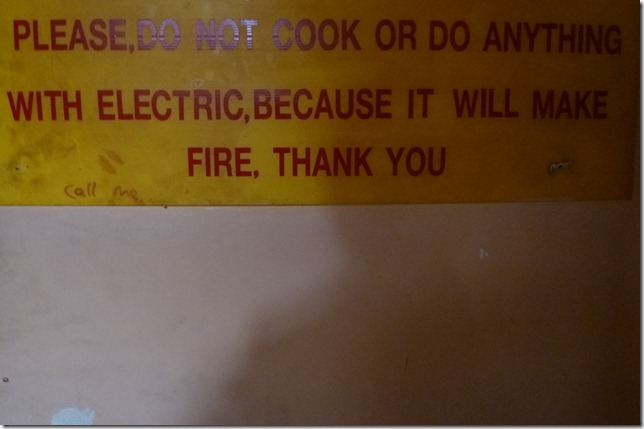 PLEASE,DO NOT COOK OR DO ANYTHING
WITH ELECTRIC,BECAUSE IT WILL MAKE
FIRE, THANK YOU
call me